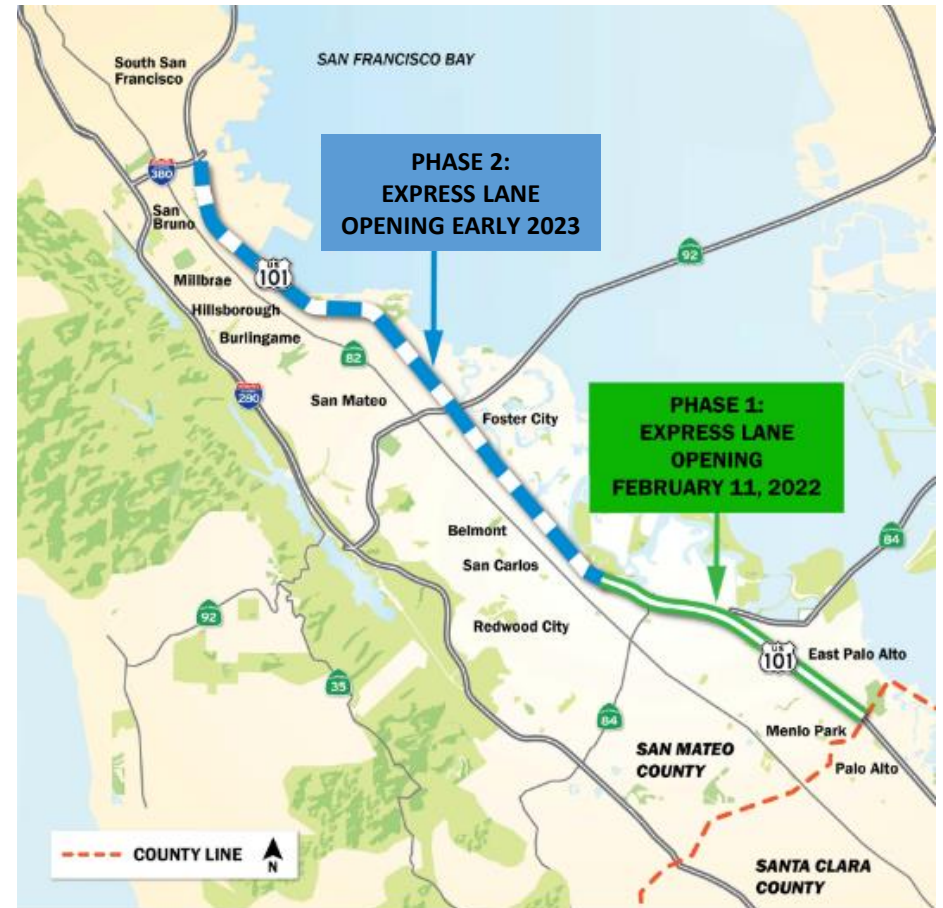 South San
Francisco
SAN FRANCISCO BAY
PHASE 2:
EXPRESS LANE
OPENING EARLY 2023
380
San
Bruno
US
101
92
Millbrae
Hillsborough
Burlingame
82
280
San Mateo
Foster City
PHASE 1:
EXPRESS LANE
OPENING
FEBRUARY 11, 2022
Belmont
84
San Carlos
92
Redwood City
US
101
East Palo Alto
35
84
Menlo Park
SAN MATEO
COUNTY
Palo Alto
COUNTY LINE
N
SANTA CLARA
COUNTY